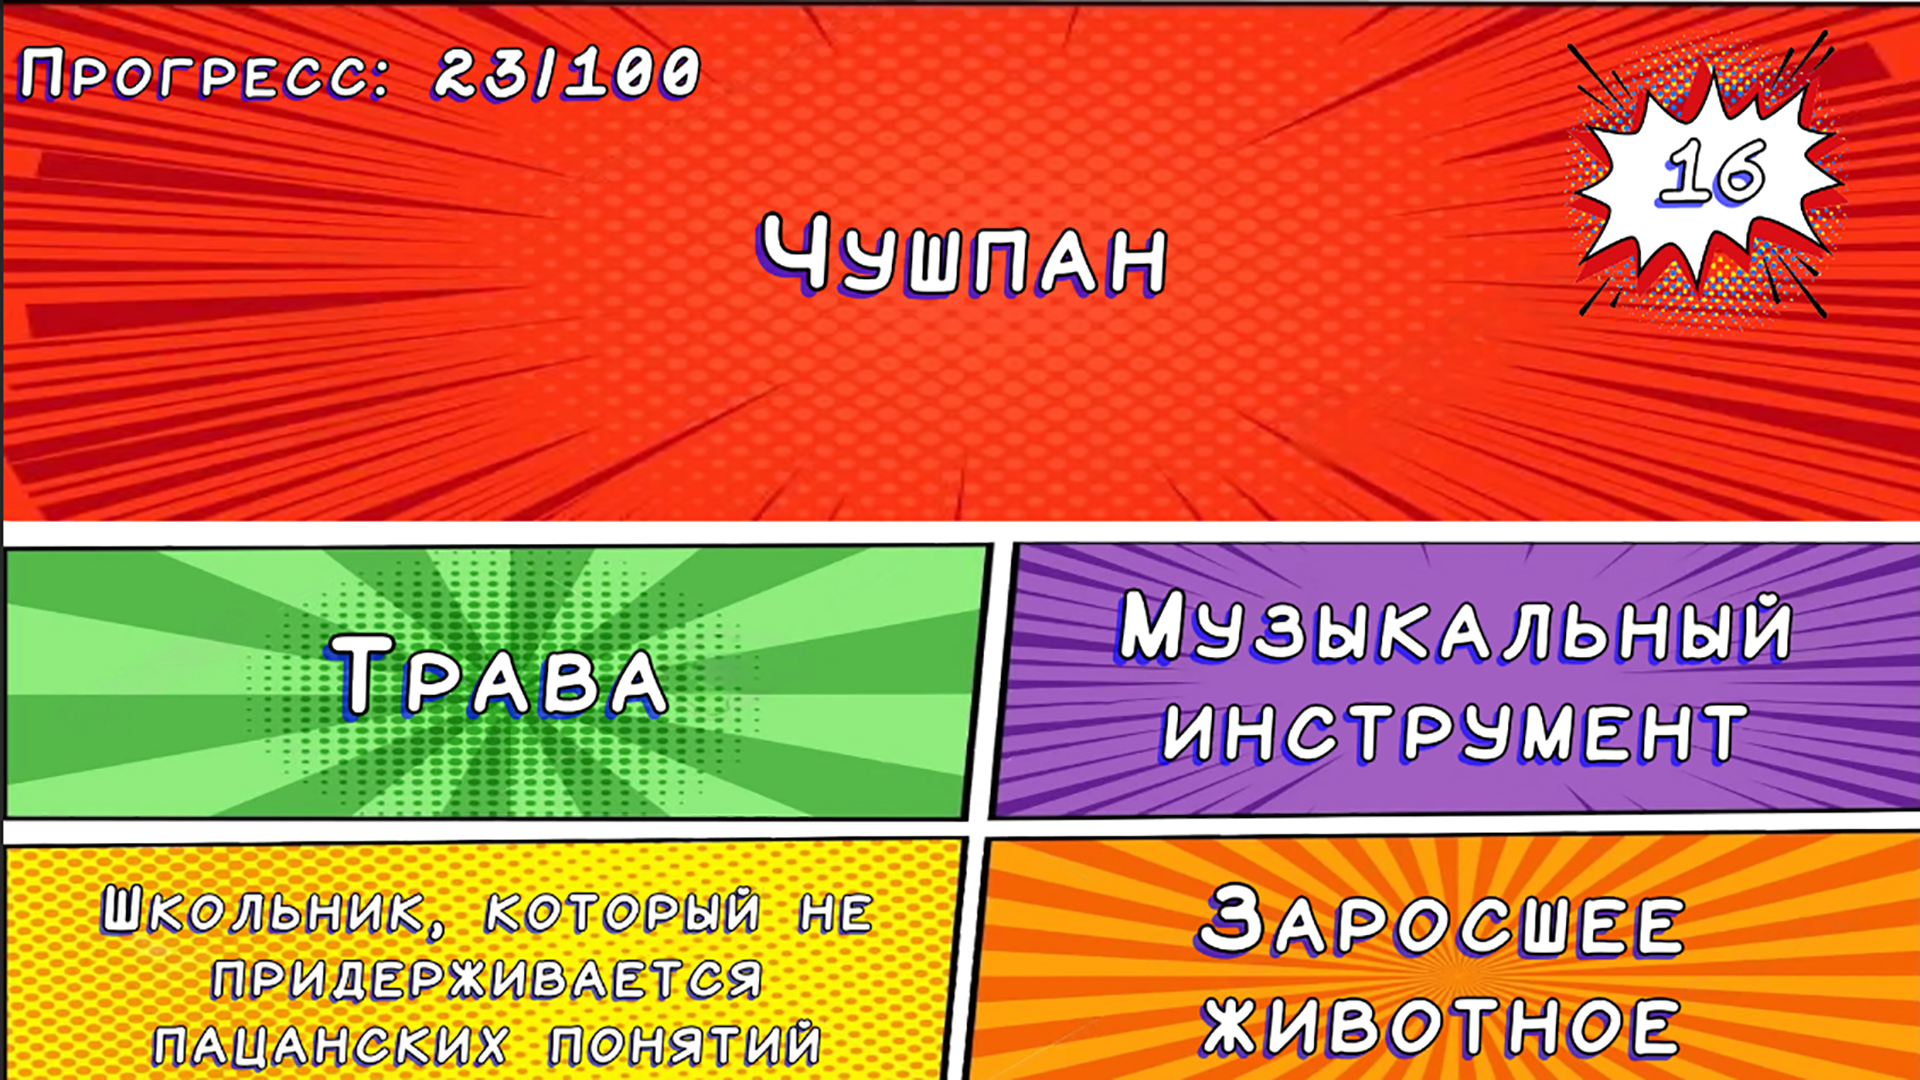 Прогресс: 23/100
16
Чушпан
Трава
Музыкальный
инструмент
Школьник, который не
придерживается
пацанских понятий
Заросшее
животное